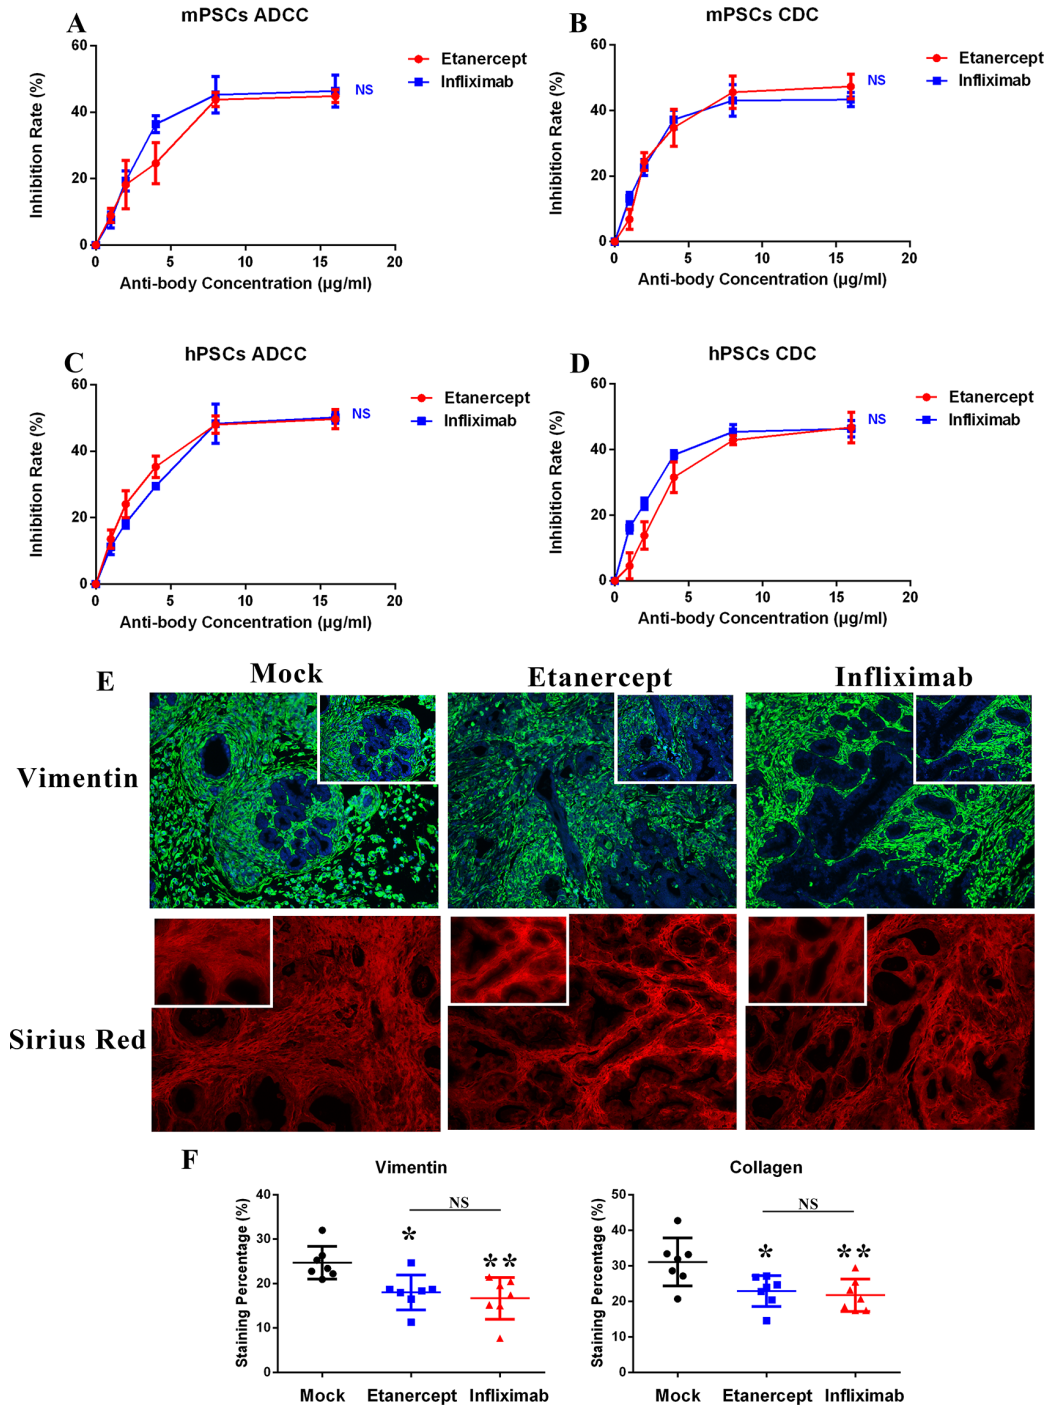 A
mPSCs ADCC
60
40
20
0
0
5
10
15
20
Inhibition Rate (%)
Anti-body Concentration (µg/ml)
Etanercept
Infliximab
NS
B
mPSCs CDC
60
40
20
0
0
5
10
15
20
Inhibition Rate (%)
Anti-body Concentration (µg/ml)
Etanercept
Infliximab
NS
C
hPSCs ADCC
60
40
20
0
0
5
10
15
20
Inhibition Rate (%)
Anti-body Concentration (µg/ml)
Etanercept
Infliximab
NS
D
hPSCs CDC
60
40
20
0
0
5
10
15
20
Inhibition Rate (%)
Anti-body Concentration (µg/ml)
Etanercept
Infliximab
NS
E
Mock
Etanercept
Infliximab
Vimentin
Sirius Red
F
Vimentin
40
30
20
10
0
Staining Percentage (%)
NS
*
**
Mock
Etanercept
Infliximab
Collagen
50
40
30
20
10
0
Staining Percentage (%)
NS
*
**
Mock
Etanercept
Infliximab